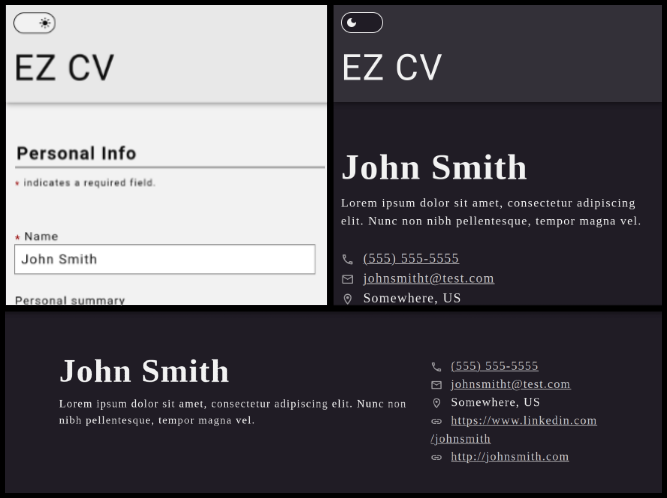 EZ CV
Personal Info
* indicates a required field.
* Name
John Smith
Personal summary
EZ CV
John Smith
Lorem ipsum dolor sit amet, consectetur adipiscing
elit. Nunc non nibh pellentesque, tempor magna vel.
(555) 555-5555
johnsmitht@test.com
Somewhere, US
John Smith
Lorem ipsum dolor sit amet, consectetur adipiscing elit. Nunc non
nibh pellentesque, tempor magna vel.
(555) 555-5555
johnsmitht@test.com
Somewhere, US
https://www.linkedin.com
/johnsmith
http://johnsmith.com